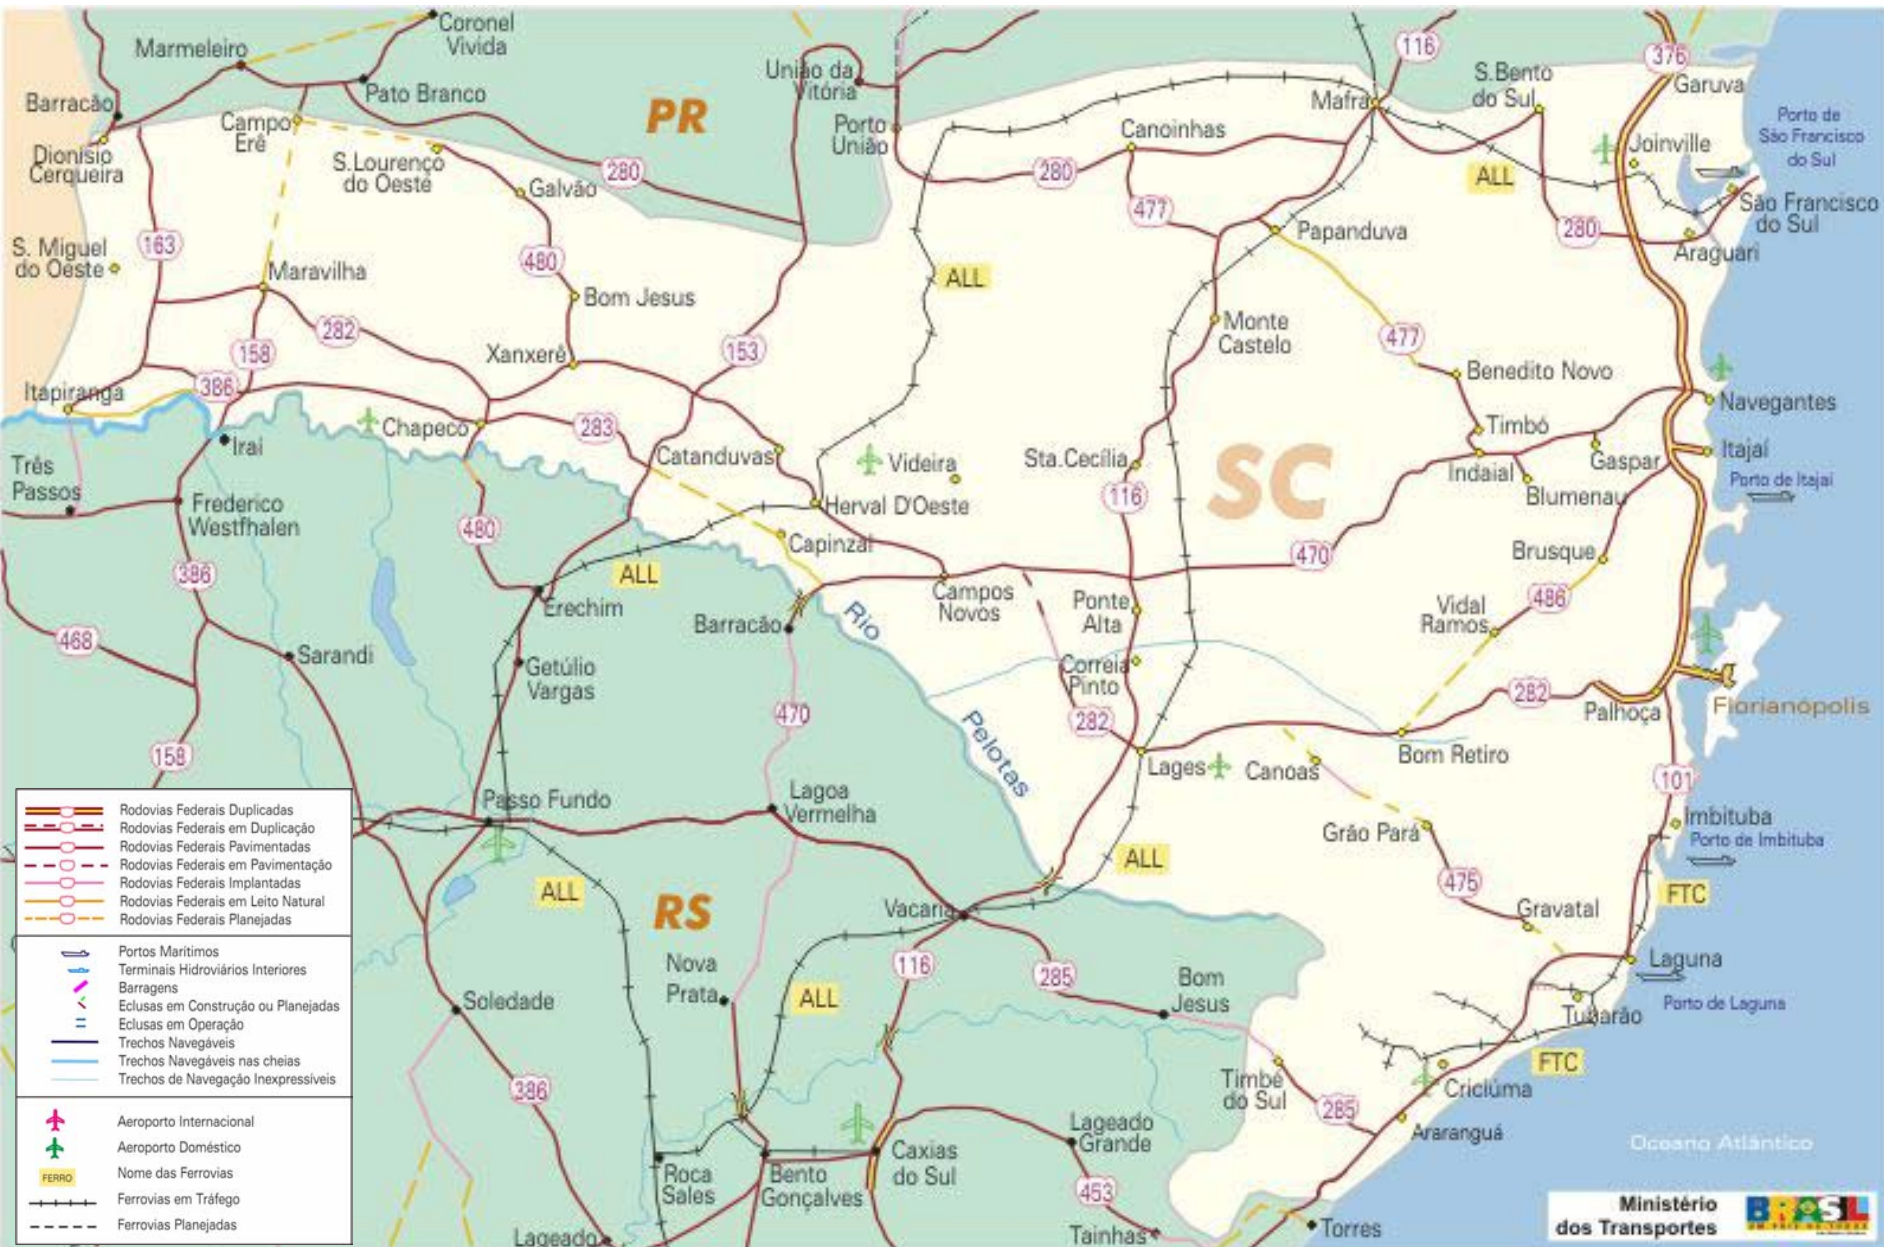 Coronel
Vivida
Marmeleiro
Pato Branco
Barracão
União da
Vitória
PR
116
376
S.Bento
do Sul
Garuva
Mafra
Campo
Erê
Porto
União
Canoinhas
Porto de
São Francisco
do Sul
Joinville
Dionísio
Cerqueira
S.Lourenço
do Oeste
Galvão
280
280
ALL
477
São Francisco
do Sul
280
Araguari
Papanduva
163
S. Miguel
do Oeste
Maravilha
480
Bom Jesus
ALL
282
158
Xanxerê
153
Monte
Castelo
477
Benedito Novo
Itapiranga
386
Navegantes
Chapecó
283
Timbó
Irai
Catanduvas
Videira
Sta.Cecília
SC
Indaial
Gaspar
Itajaí
Porto de Itajaí
Três
Passos
Blumenau
116
Frederico
Westfhalen
Herval D'Oeste
480
Capinzal
470
Brusque
386
ALL
Erechim
Campos
Novos
Ponte
Alta
486
Vidal
Ramos
Barracão
Rio
Pelotas
468
Sarandi
Getúlio
Vargas
Correia
Pinto
282
282
Palhoça
Florianópolis
470
158
Bom Retiro
Lages
Canoas
101
Passo Fundo
Lagoa
Vermelha
Imbituba
Porto de Imbituba
Grão Pará
ALL
ALL
475
FTC
RS
Vacaria
Gravatal
116
285
Laguna
Porto de Laguna
Nova
Prata
ALL
Bom
Jesus
Soledade
Tubarão
FTC
386
Timbé
do Sul
Criciúma
285
Araranguá
Lageado
Grande
Caxias
do Sul
Roca
Sales
Bento
Gonçalves
453
Oceano Atlântico
Tainhas
Torres
Lageado
Rodovias Federais Duplicadas
Rodovias Federais em Duplicação
Rodovias Federais Pavimentadas
Rodovias Federais em Pavimentação
Rodovias Federais Implantadas
Rodovias Federais em Leito Natural
Rodovias Federais Planejadas
Portos Marítimos
Terminais Hidroviários Interiores
Barragens
Eclusas em Construção ou Planejadas
Eclusas em Operação
Trechos Navegáveis
Trechos Navegáveis nas cheias
Trechos de Navegação Inexpressíveis
Aeroporto Internacional
Aeroporto Doméstico
FERRO Nome das Ferrovias
Ferrovias em Tráfego
Ferrovias Planejadas
Ministério
dos Transportes
BRASIL
UM PAÍS DE TODOS